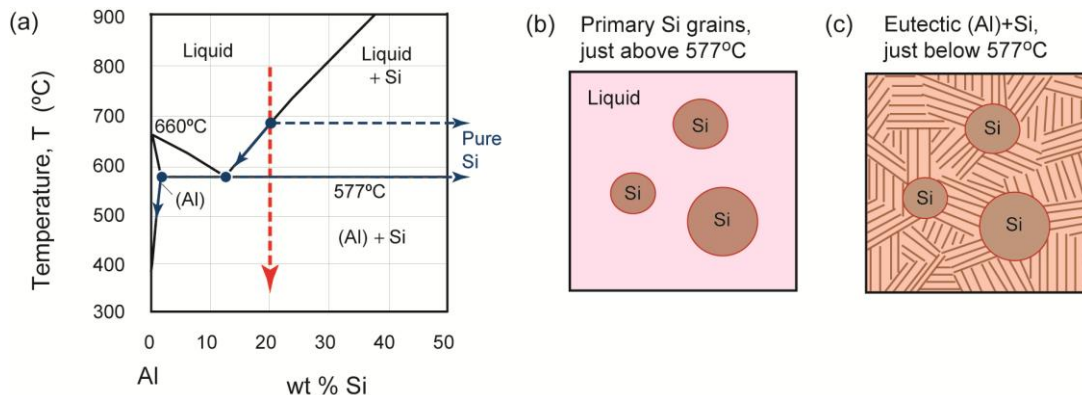 (a)
900
800
700
600
500
400
300
Temperature, T (ºC)
Liquid
Liquid
+ Si
660ºC
Pure
Si
577ºC
(Al)
(Al) + Si
0
10
20
30
40
50
Al
wt % Si
(b)
Primary Si grains,
just above 577ºC
Liquid
Si
Si
Si
(c)
Eutectic (Al)+Si,
just below 577ºC
Si
Si
Si